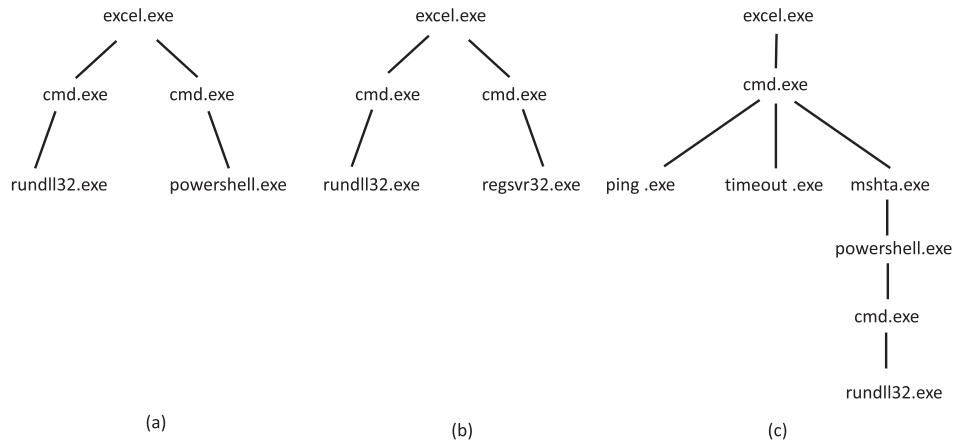 excel.exe
cmd.exe
cmd.exe
rundll32.exe
powershell.exe
(a)
excel.exe
cmd.exe
cmd.exe
rundll32.exe
regsvr32.exe
(b)
excel.exe
cmd.exe
ping .exe
timeout .exe
mshta.exe
powershell.exe
cmd.exe
rundll32.exe
(c)